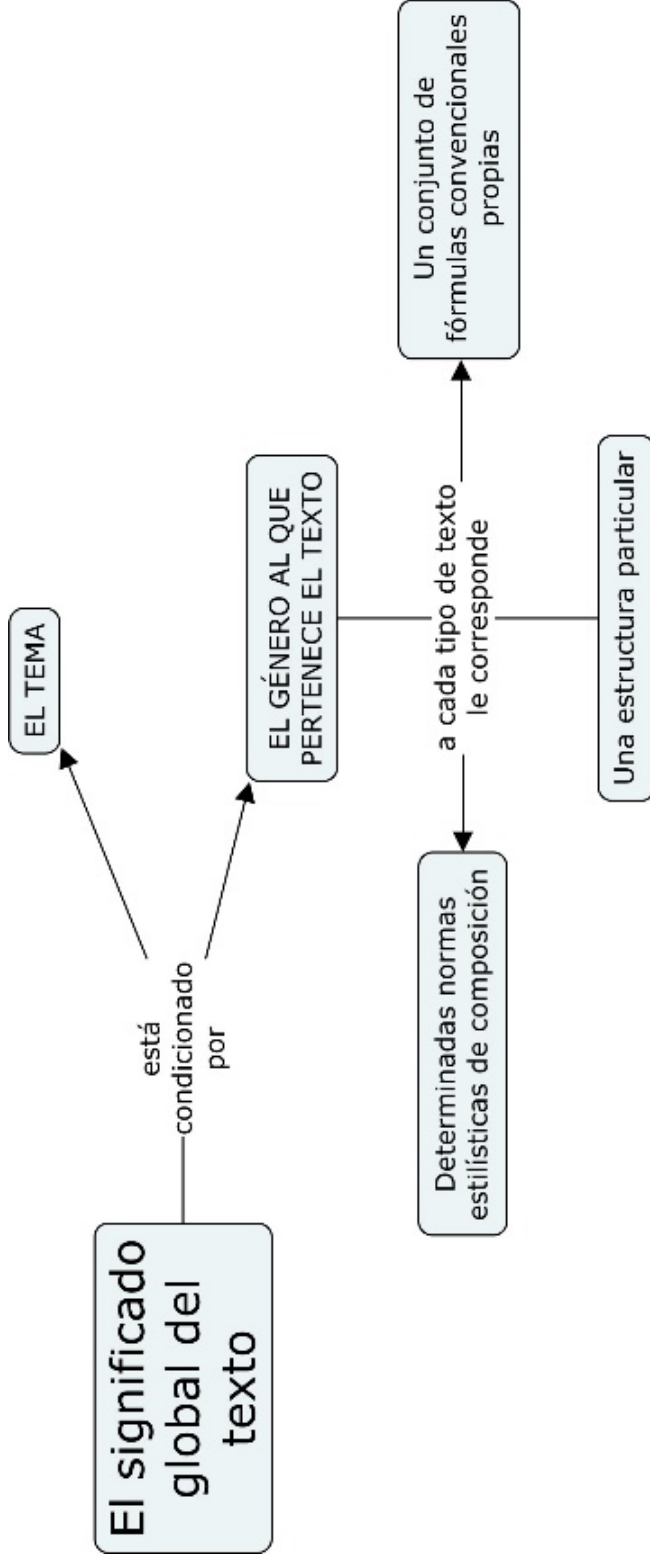 El significado
global del
texto
está
condicionado
por
EL TEMA
EL GÉNERO AL QUE
PERTENECE EL TEXTO
a cada tipo de texto
le corresponde
Determinadas normas
estilísticas de composición
Un conjunto de
fórmulas convencionales
propias
Una estructura particular